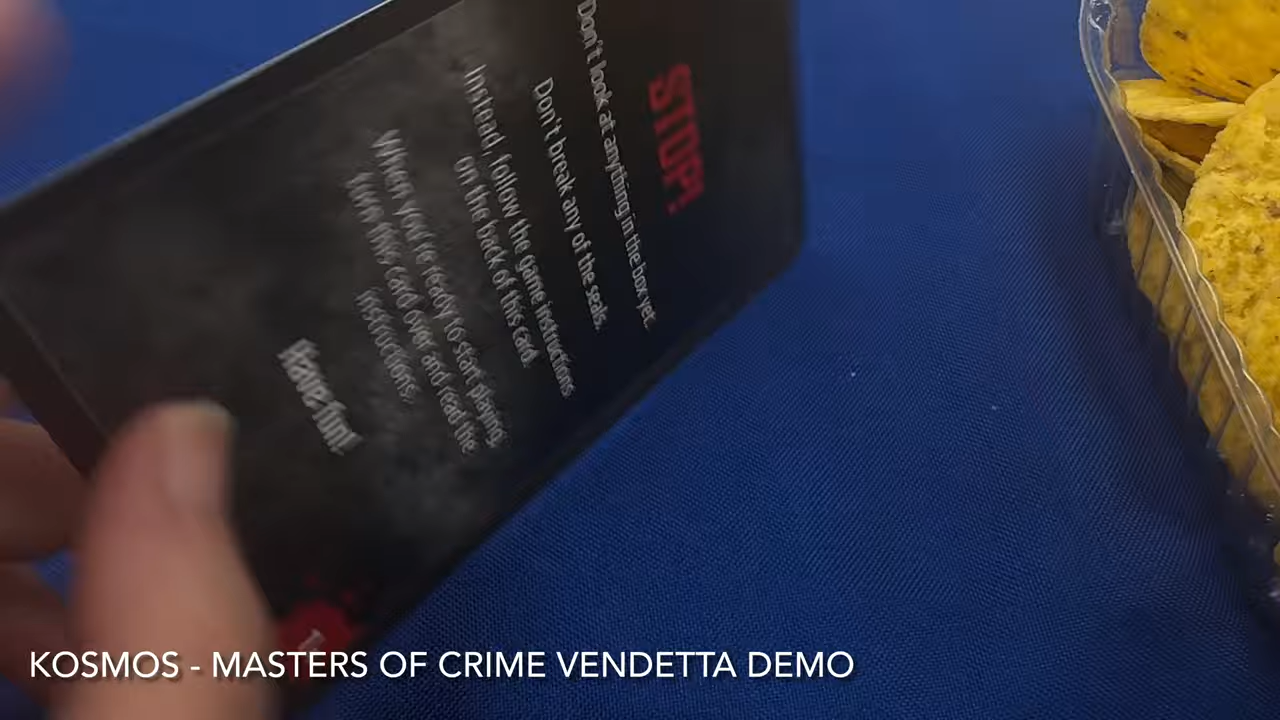 STOP!
Don't look at anything in the box yet.
Don't break any of the seals.
Instead, follow the game instructions
on the back of this card.
When you're ready to start playing,
turn this card over and read the
instructions.
Have fun!
KOSMOS - MASTERS OF CRIME VENDETTA DEMO